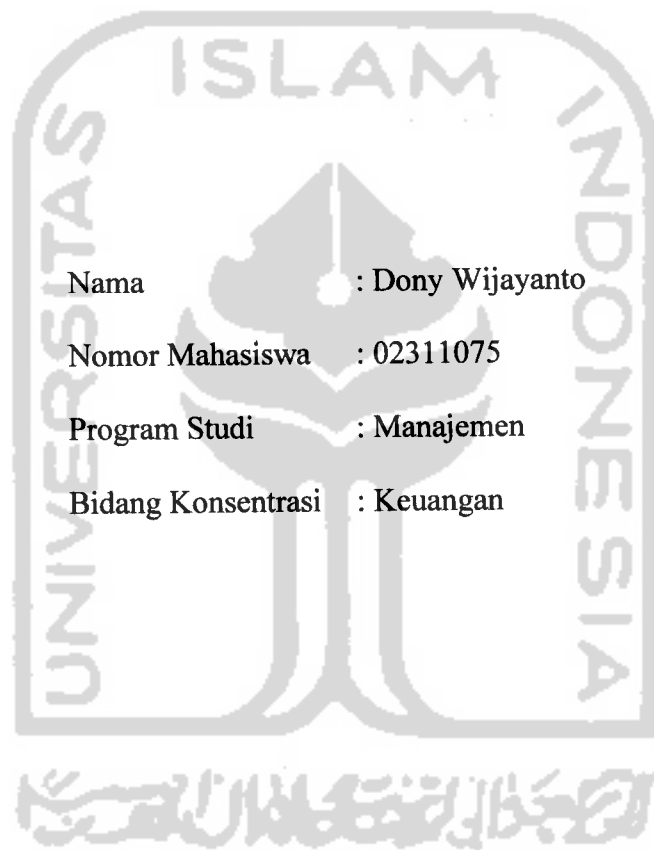 ISLAM
UNIVERSITAS
INDONESIA
Nama : Dony Wijayanto
Nomor Mahasiswa : 02311075
Program Studi : Manajemen
Bidang Konsentrasi : Keuangan